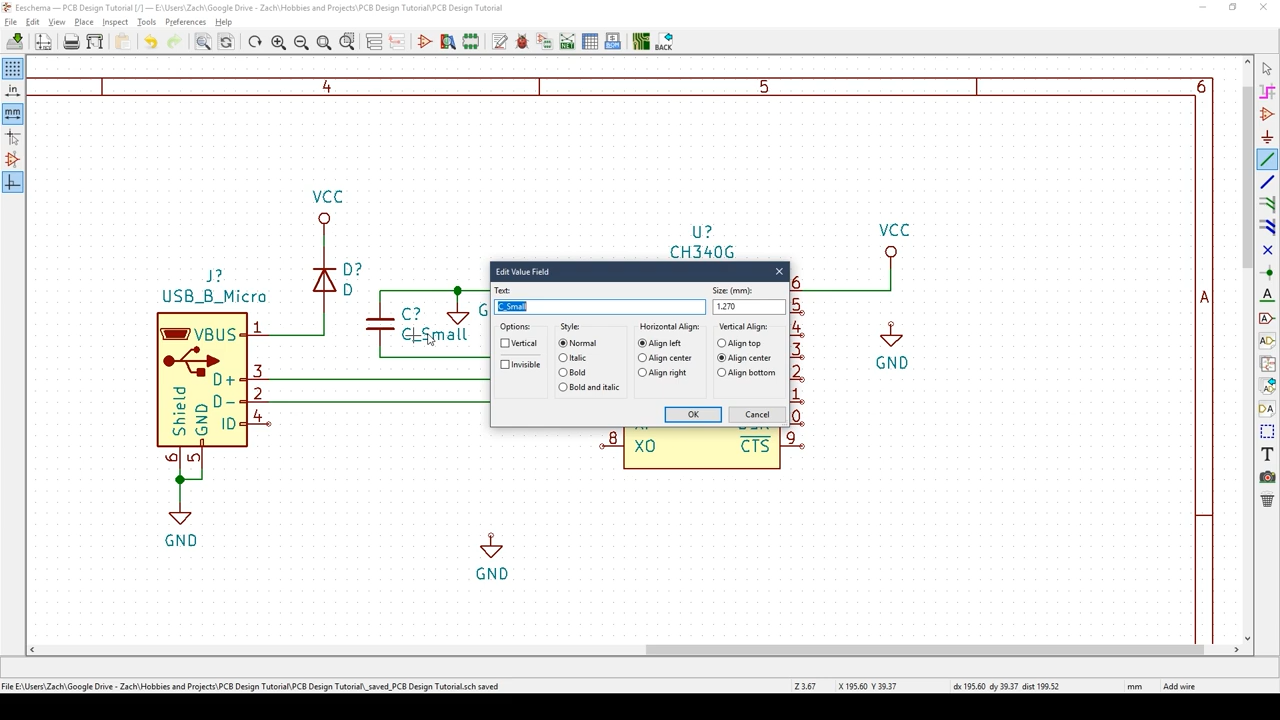 Eeschema — PCB Design Tutorial [/] — E:\Users\Zach\Google Drive - Zach\Hobbies and Projects\PCB Design Tutorial\PCB Design Tutorial
File Edit View Place Inspect Tools Preferences Help
BOM
BACK
in
mm
4
5
6
A
VCC
D?
D
J?
USB_B_Micro
VBUS
1
D+
3
D-
2
ID
4
Shield
GND
6
5
GND
C?
C_Small
G
GND
U?
CH340G
VCC
GND
6
5
4
3
2
1
0
XO
8
CTS
9
Edit Value Field
Text:
Size: (mm):
C_Small
1.270
Options:
Style:
Horizontal Align:
Vertical Align:
Vertical
Normal
Align left
Align top
Invisible
Italic
Align center
Align center
Bold
Align right
Align bottom
Bold and italic
OK
Cancel
File E:\Users\Zach\Google Drive - Zach\Hobbies and Projects\PCB Design Tutorial\PCB Design Tutorial\_saved_PCB Design Tutorial.sch saved
Z 3.67
X 195.60 Y 39.37
dx 195.60 dy 39.37 dist 199.52
mm
Add wire